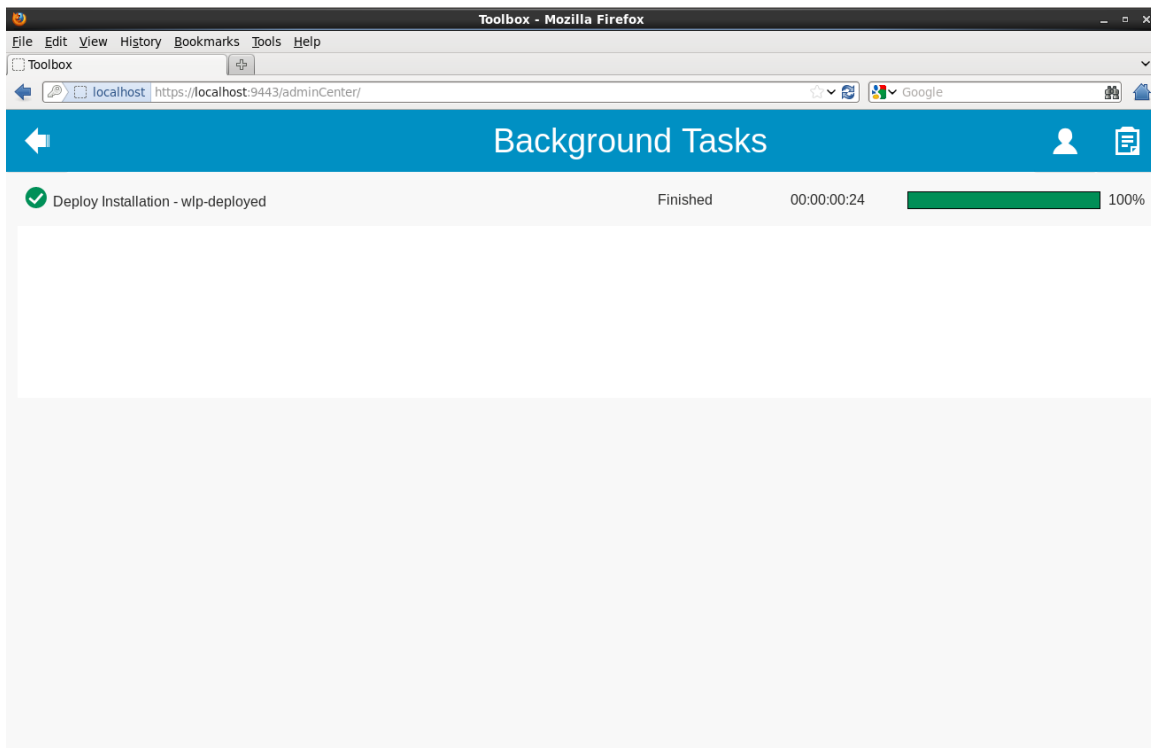 Toolbox - Mozilla Firefox
File Edit View History Bookmarks Tools Help
Toolbox
localhost https://localhost:9443/adminCenter/ Google
Background Tasks
Deploy Installation - wlp-deployed Finished 00:00:00:24 100%